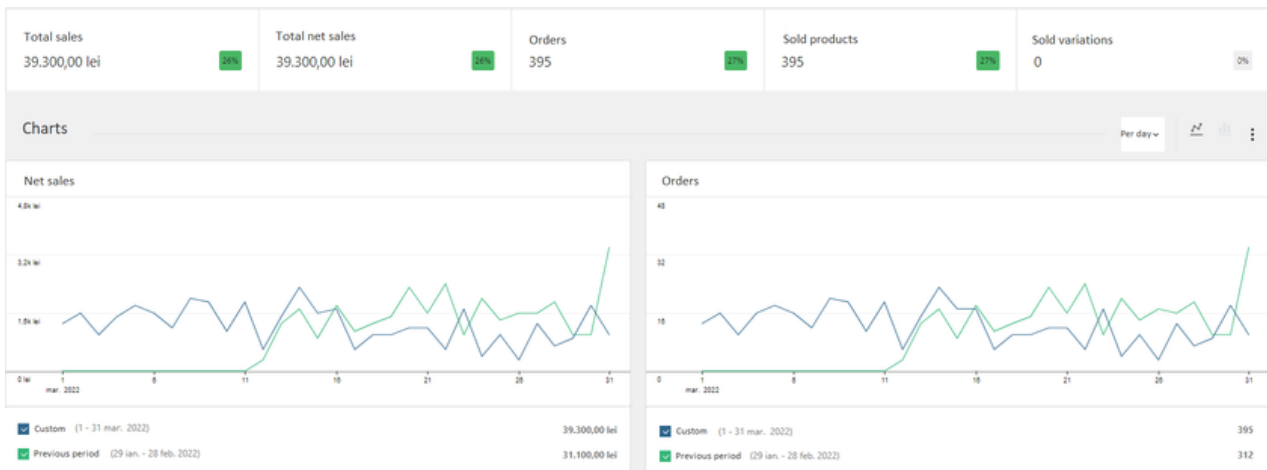 Total sales
39.300,00 lei
26%
Total net sales
39.300,00 lei
26%
Orders
395
27%
Sold products
395
27%
Sold variations
0
0%
Charts
Per day
Net sales
4,8k lei
3,2k lei
1,6k lei
0 lei
1 6 11 16 21 26 31
mar. 2022
Custom (1 - 31 mar. 2022) 39.300,00 lei
Previous period (29 ian. - 28 feb. 2022) 31.100,00 lei
Orders
48
32
16
0
1 6 11 16 21 26 31
mar. 2022
Custom (1 - 31 mar. 2022) 395
Previous period (29 ian. - 28 feb. 2022) 312